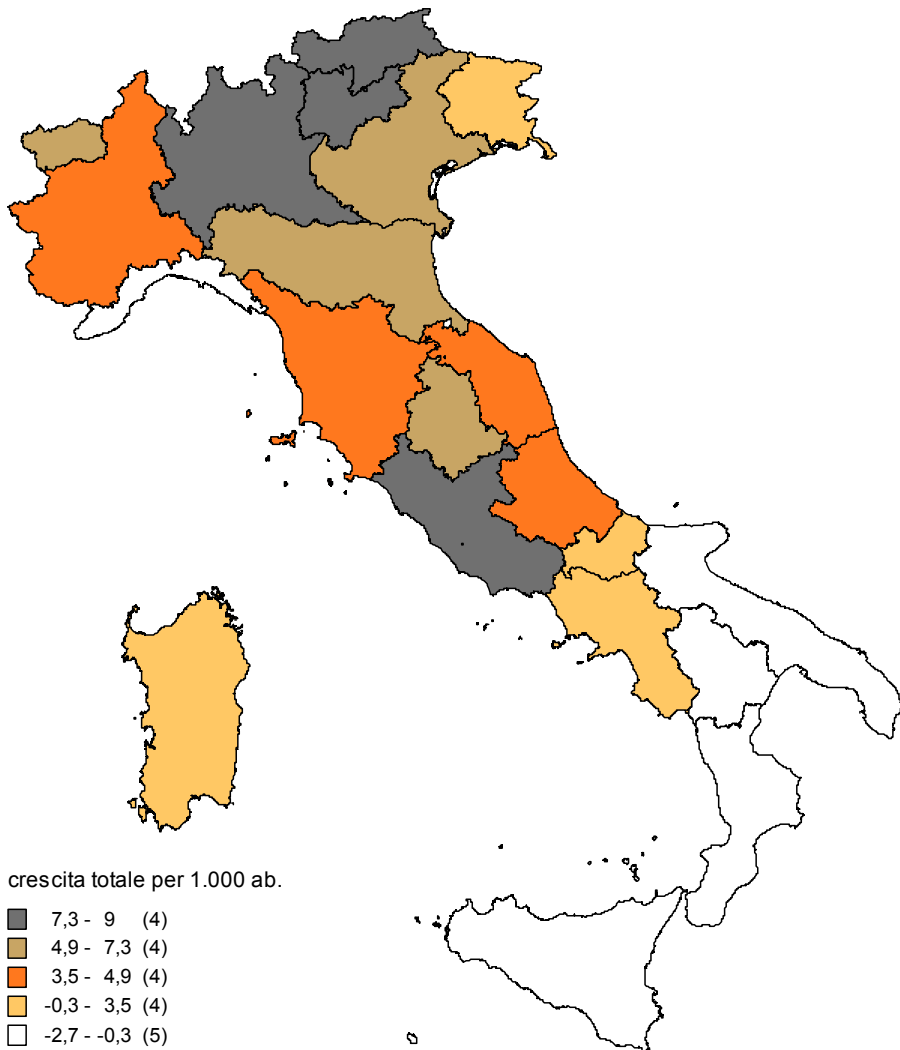 crescita totale per 1.000 ab.
7,3 - 9 (4)
4,9 - 7,3 (4)
3,5 - 4,9 (4)
-0,3 - 3,5 (4)
-2,7 - -0,3 (5)